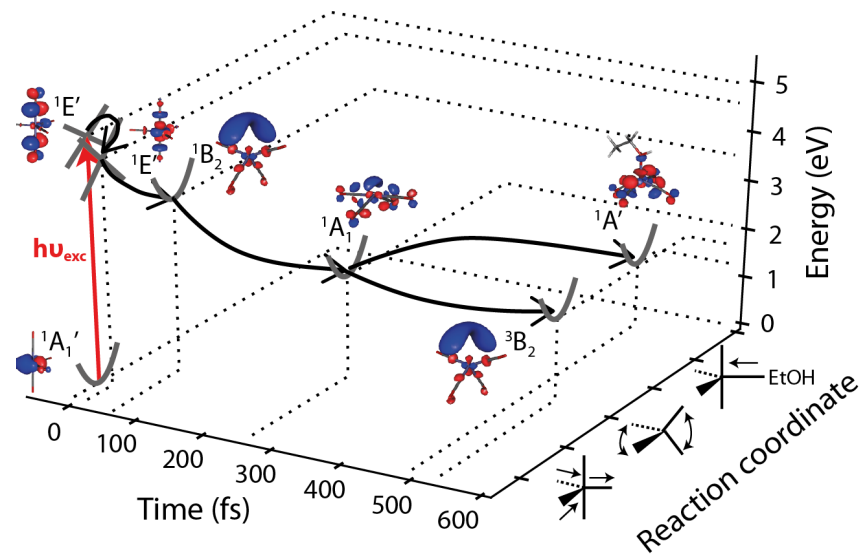 ¹E′
¹E′
¹B₂
hυexc
¹A₁′
¹A₁
¹A′
³B₂
5
4
3
2
1
0
Energy (eV)
EtOH
0
100
200
300
400
500
600
Time (fs)
Reaction coordinate